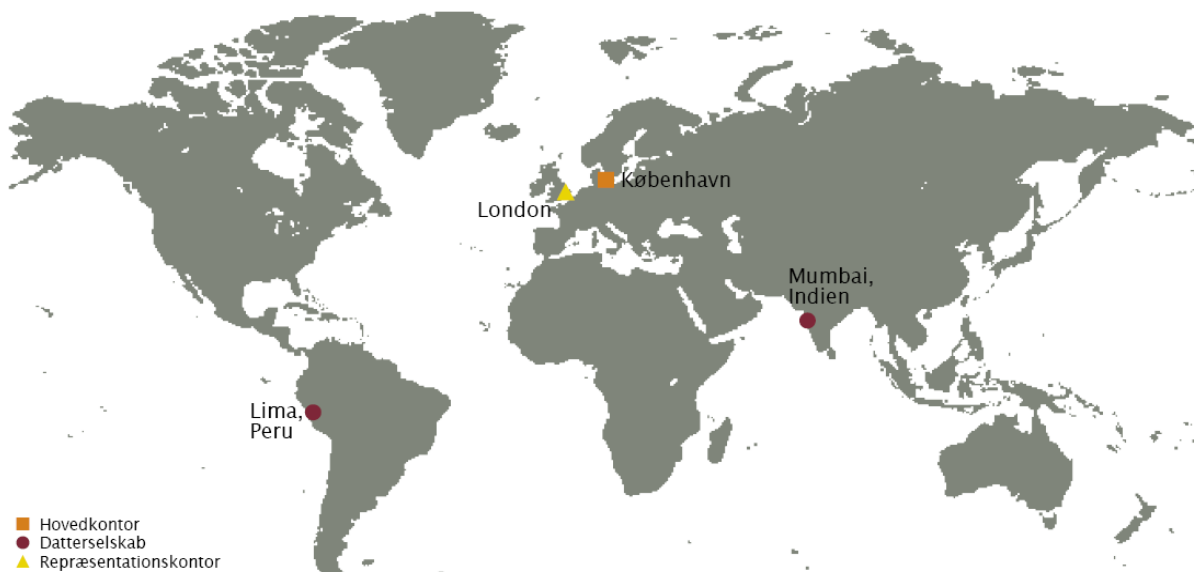 København
London
Mumbai,
Indien
Lima,
Peru
Hovedkontor
Datterselskab
Repræsentationskontor